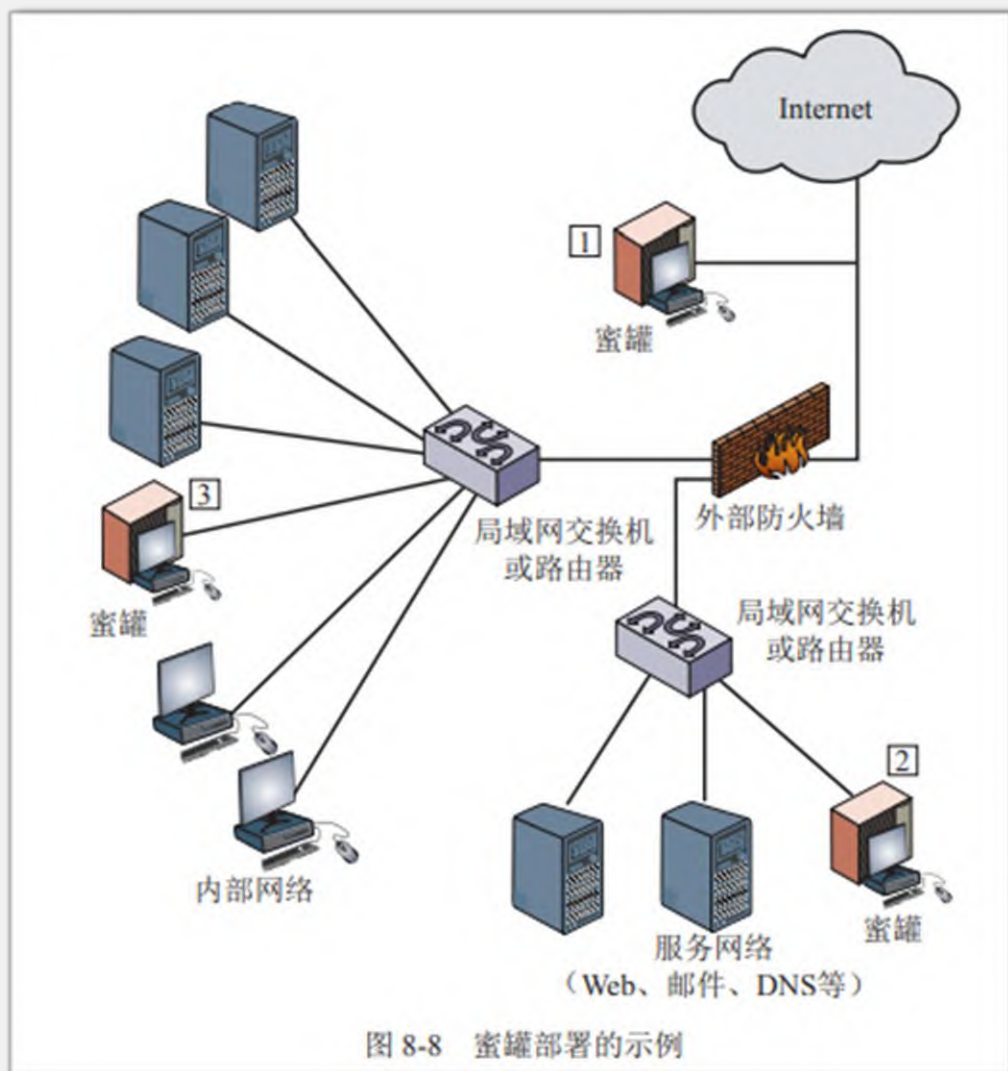 Internet
1
蜜罐
外部防火墙
局域网交换机
或路由器
3
蜜罐
局域网交换机
或路由器
2
内部网络
蜜罐
服务网络
（Web、邮件、DNS等）
图 8-8 蜜罐部署的示例